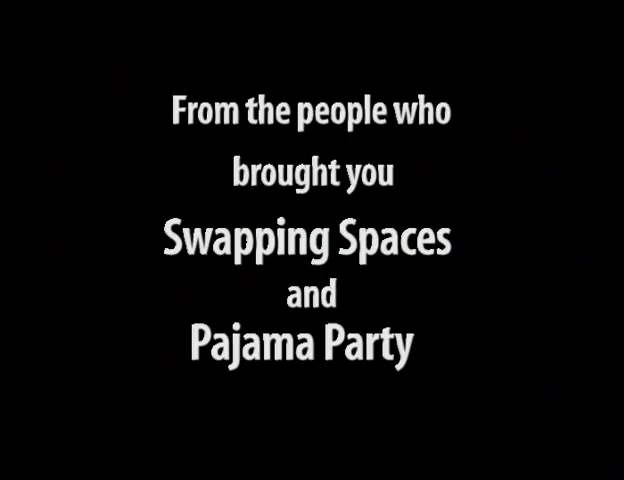 From the people who
brought you
Swapping Spaces
and
Pajama Party